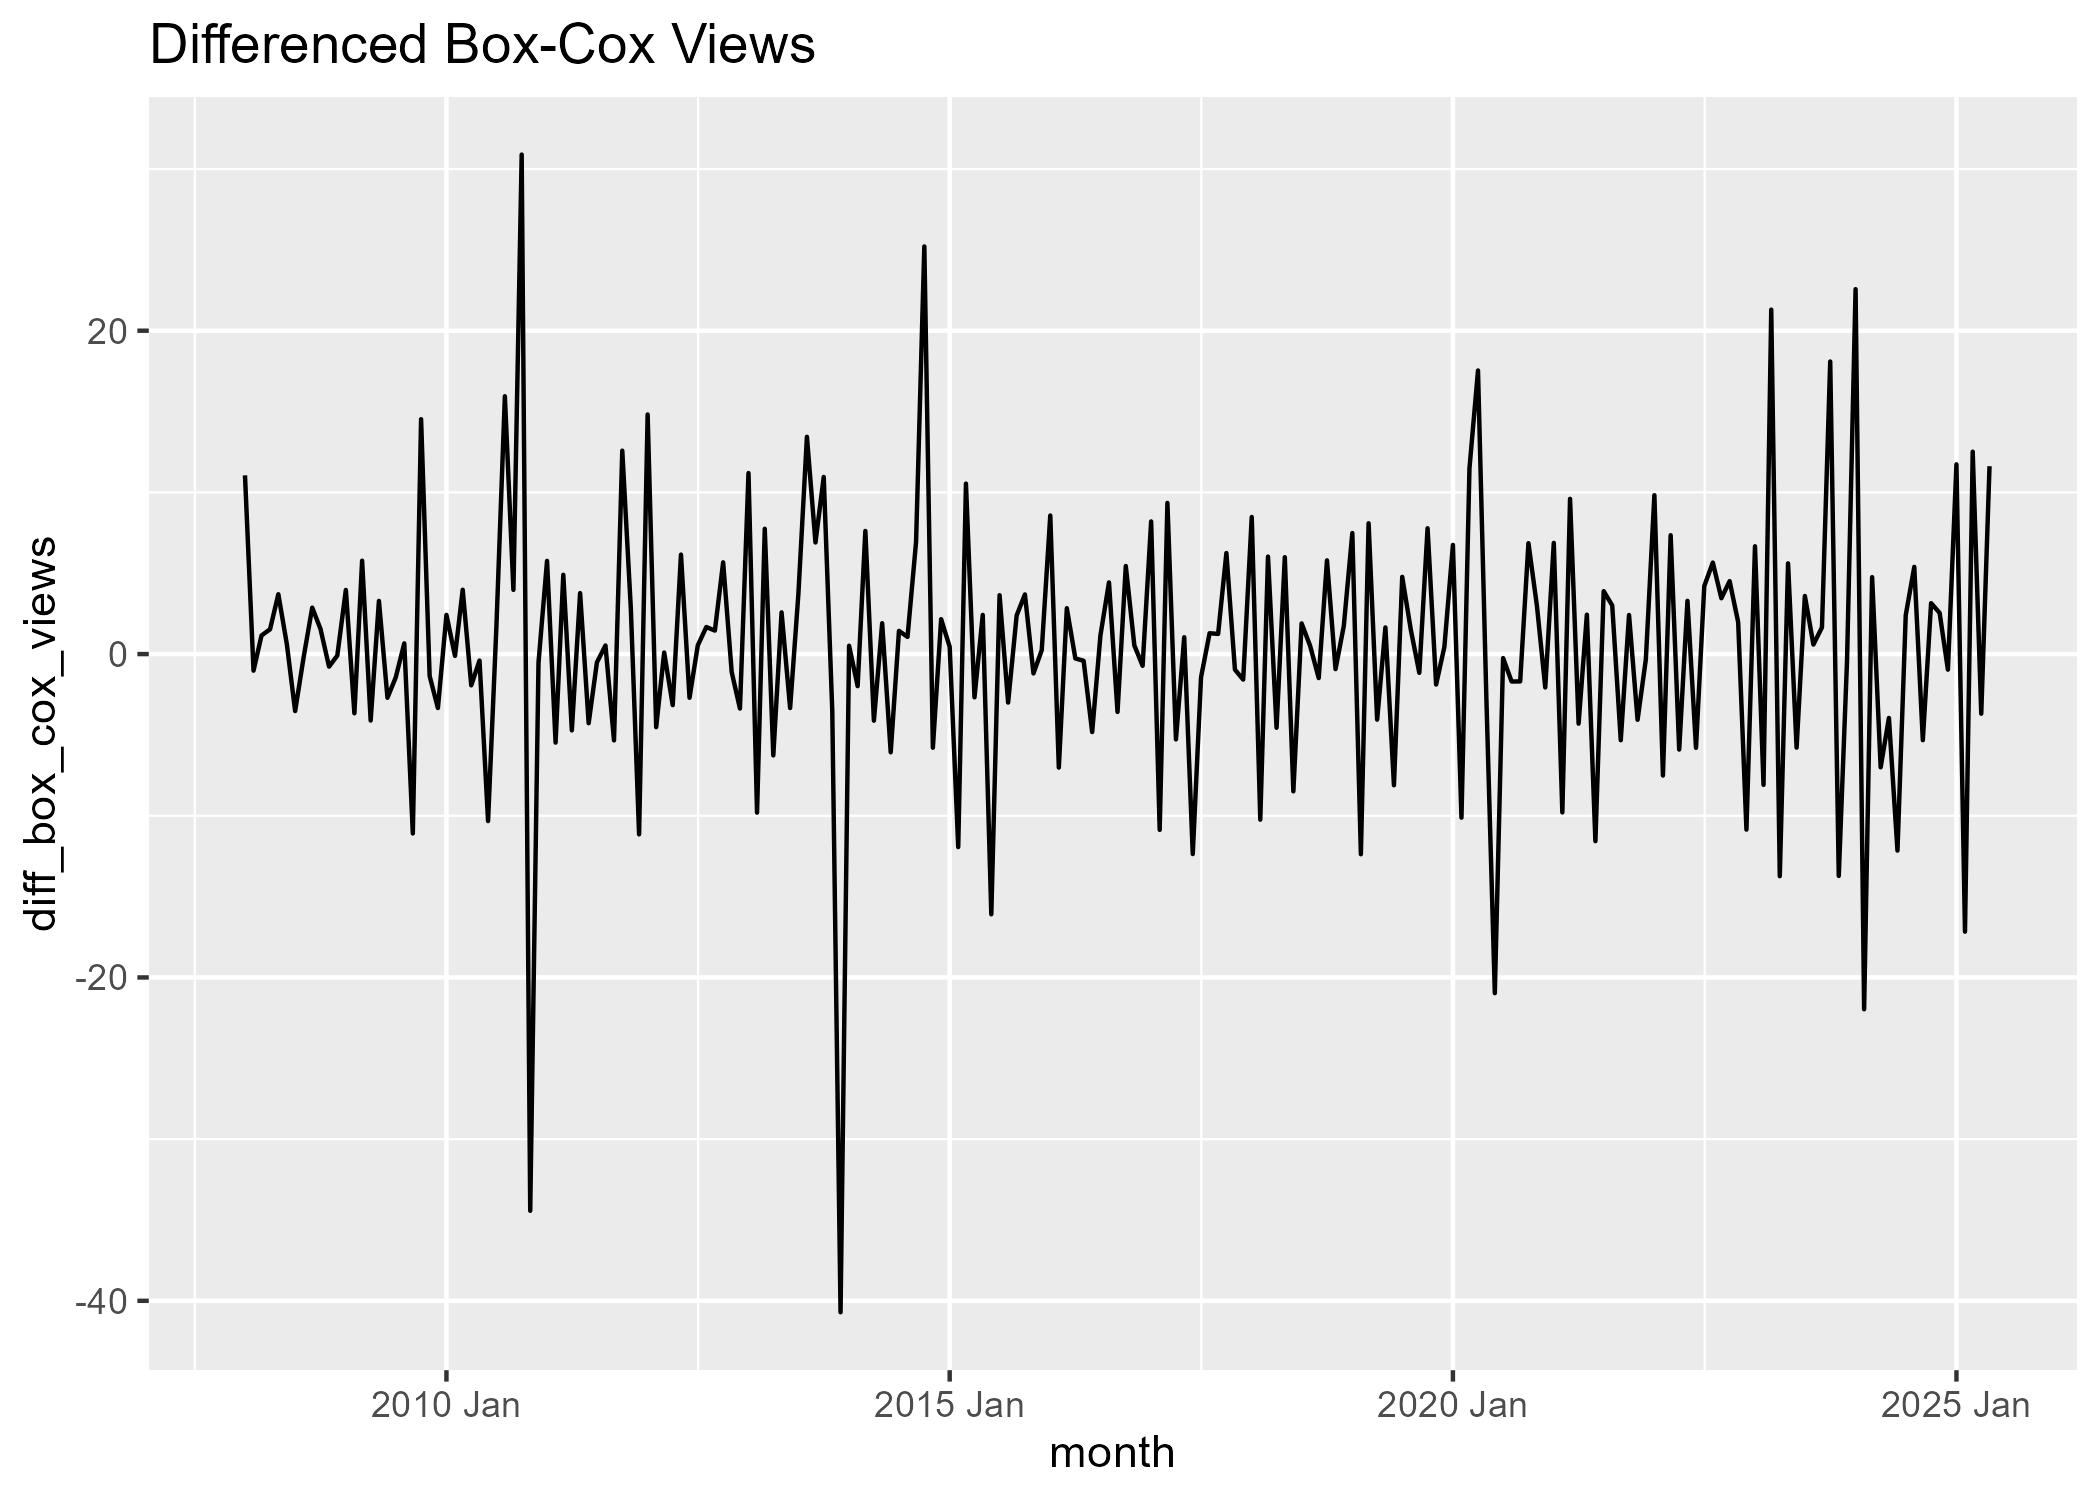 Differenced Box-Cox Views
diff_box_cox_views
20
0
-20
-40
2010 Jan
2015 Jan
2020 Jan
2025 Jan
month